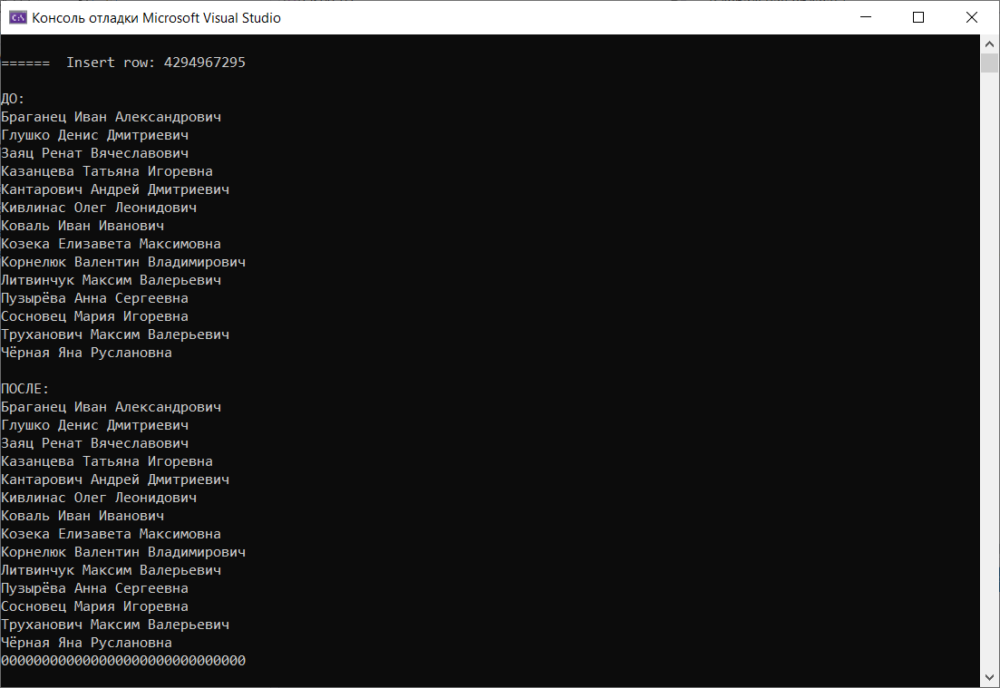 Консоль отладки Microsoft Visual Studio
======  Insert row: 4294967295
ДО:
Браганец Иван Александрович
Глушко Денис Дмитриевич
Заяц Ренат Вячеславович
Казанцева Татьяна Игоревна
Кантарович Андрей Дмитриевич
Кивлинас Олег Леонидович
Коваль Иван Иванович
Козека Елизавета Максимовна
Корнелюк Валентин Владимирович
Литвинчук Максим Валерьевич
Пузырёва Анна Сергеевна
Сосновец Мария Игоревна
Труханович Максим Валерьевич
Чёрная Яна Руслановна
ПОСЛЕ:
Браганец Иван Александрович
Глушко Денис Дмитриевич
Заяц Ренат Вячеславович
Казанцева Татьяна Игоревна
Кантарович Андрей Дмитриевич
Кивлинас Олег Леонидович
Коваль Иван Иванович
Козека Елизавета Максимовна
Корнелюк Валентин Владимирович
Литвинчук Максим Валерьевич
Пузырёва Анна Сергеевна
Сосновец Мария Игоревна
Труханович Максим Валерьевич
Чёрная Яна Руслановна
000000000000000000000000000000